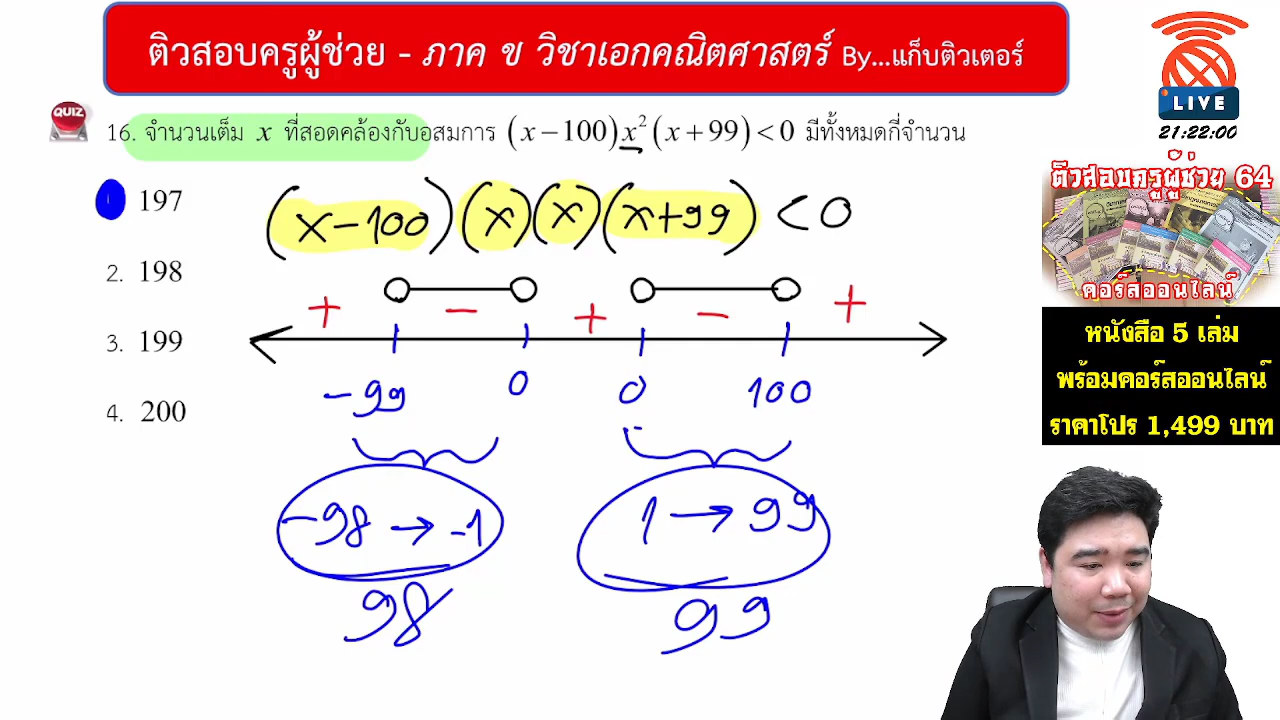 ติวสอบครูผู้ช่วย - ภาค ข วิชาเอกคณิตศาสตร์ By...แก็บติวเตอร์
LIVE
21:22:00
QUIZ
16. จำนวนเต็ม x ที่สอดคล้องกับอสมการ (x−100)x²(x+99)<0 มีทั้งหมดกี่จำนวน
197
2. 198
3. 199
4. 200
(x−100)(x)(x)(x+99) <0
+ − + − +
−99 0 0 100
−98 → -1 1 → 99
98 99
ติวสอบครูผู้ช่วย 64
คอร์สออนไลน์
หนังสือ 5 เล่ม
พร้อมคอร์สออนไลน์
ราคาโปร 1,499 บาท